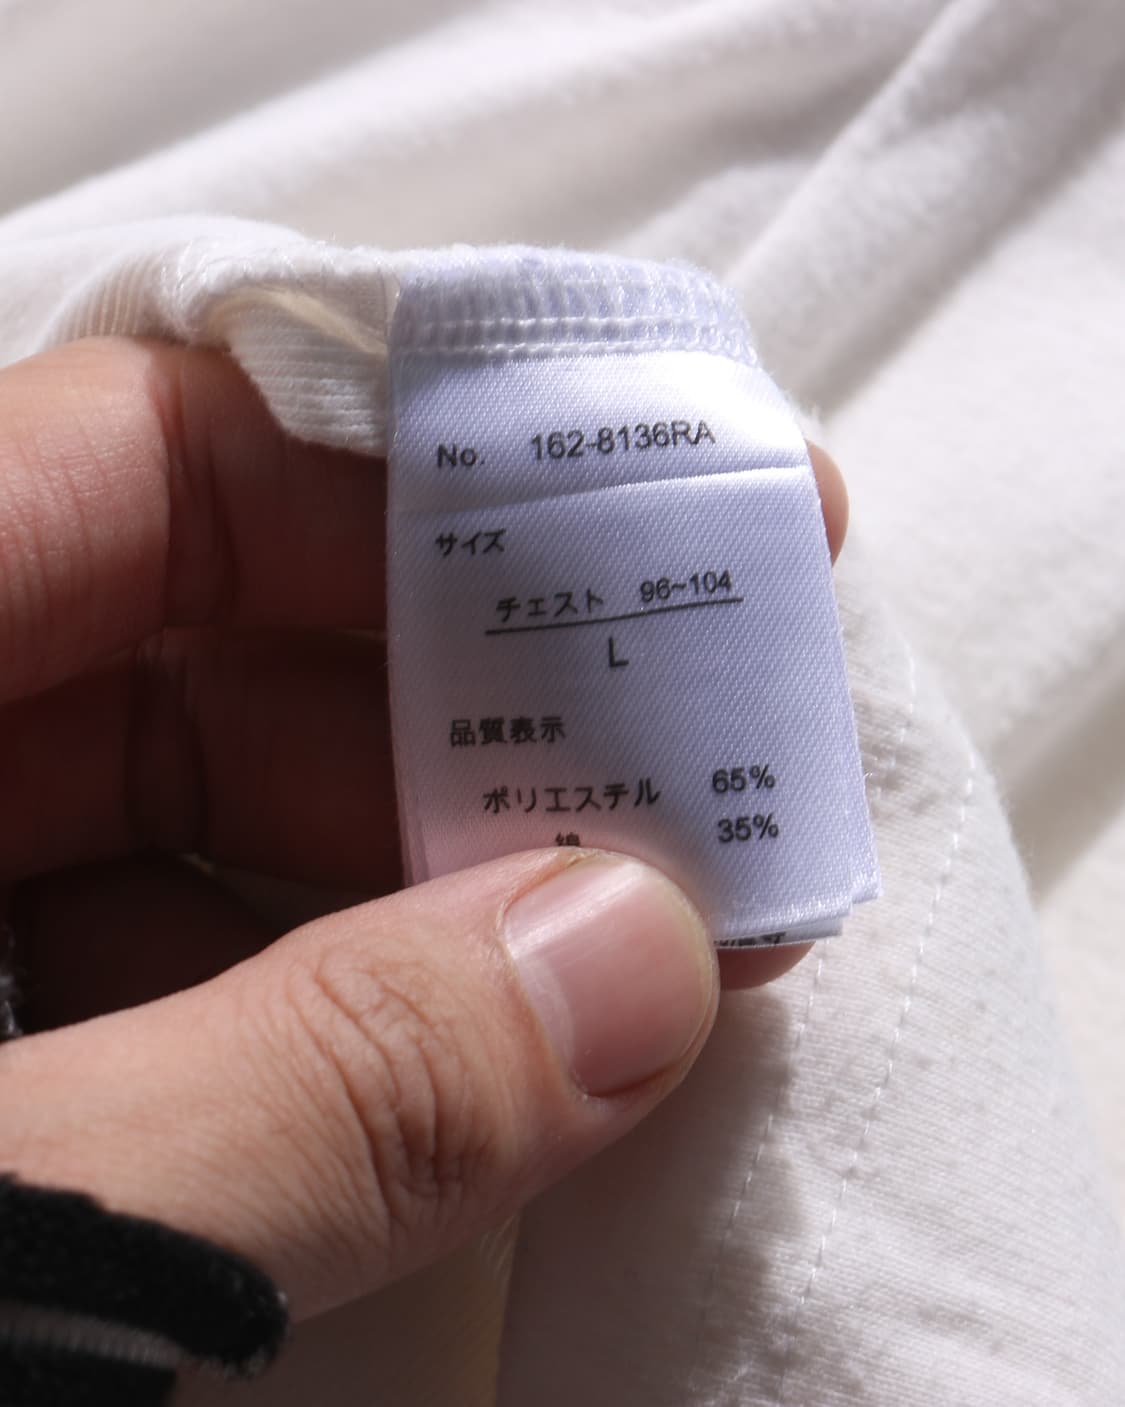 No. 162-8136RA
サイズ
チェスト 96~104
L
品質表示
ポリエステル 65%
綿 35%